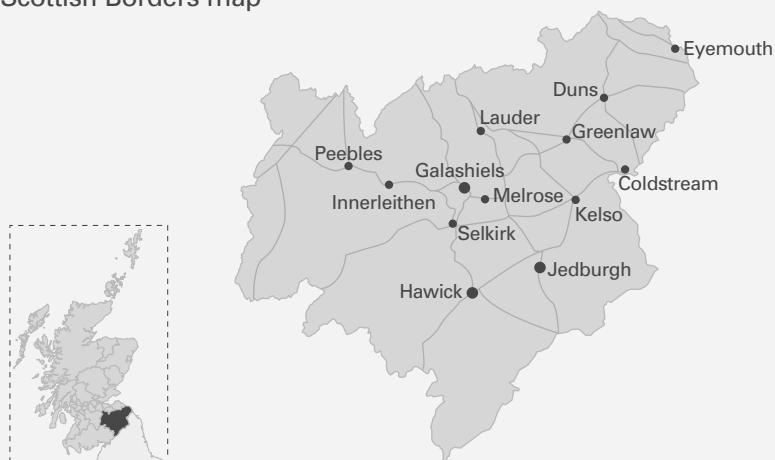 Scottish Borders map
Eyemouth
Duns
Lauder
Greenlaw
Peebles
Galashiels
Coldstream
Innerleithen
Melrose
Kelso
Selkirk
Jedburgh
Hawick